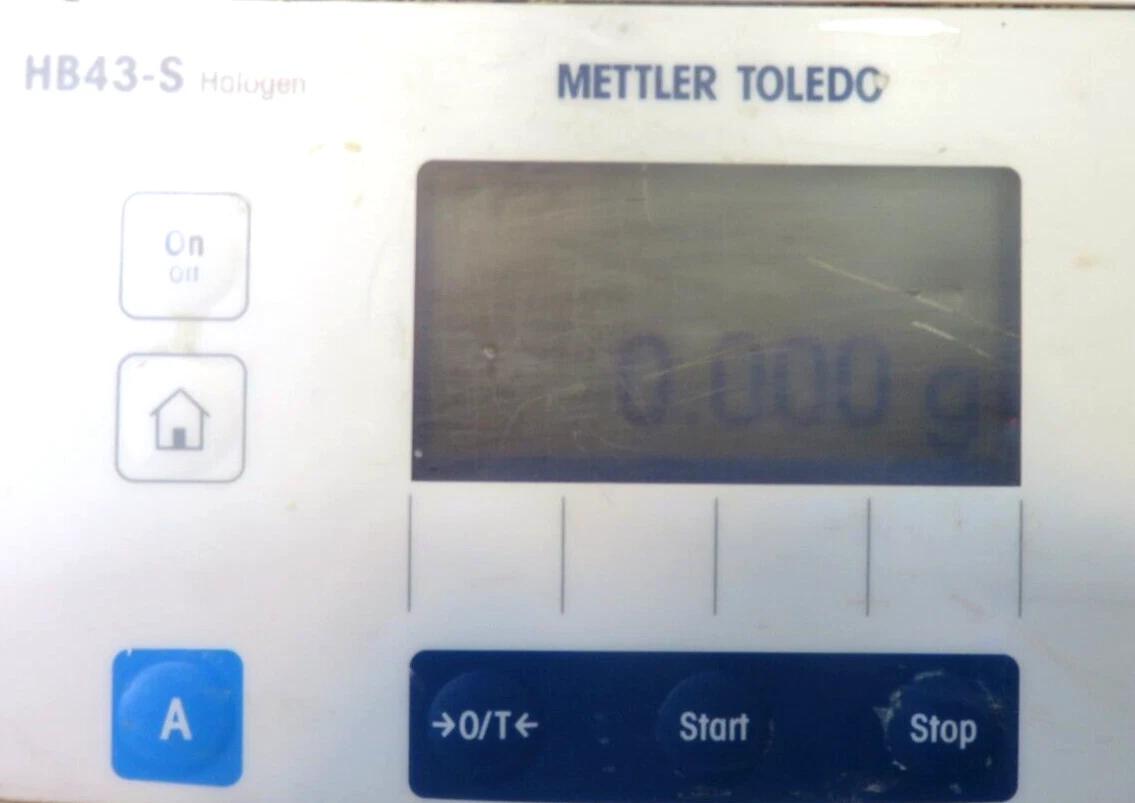 HB43-S Halogen
METTLER TOLEDO
On
Off
0.000 g
A
→0/T←
Start
Stop